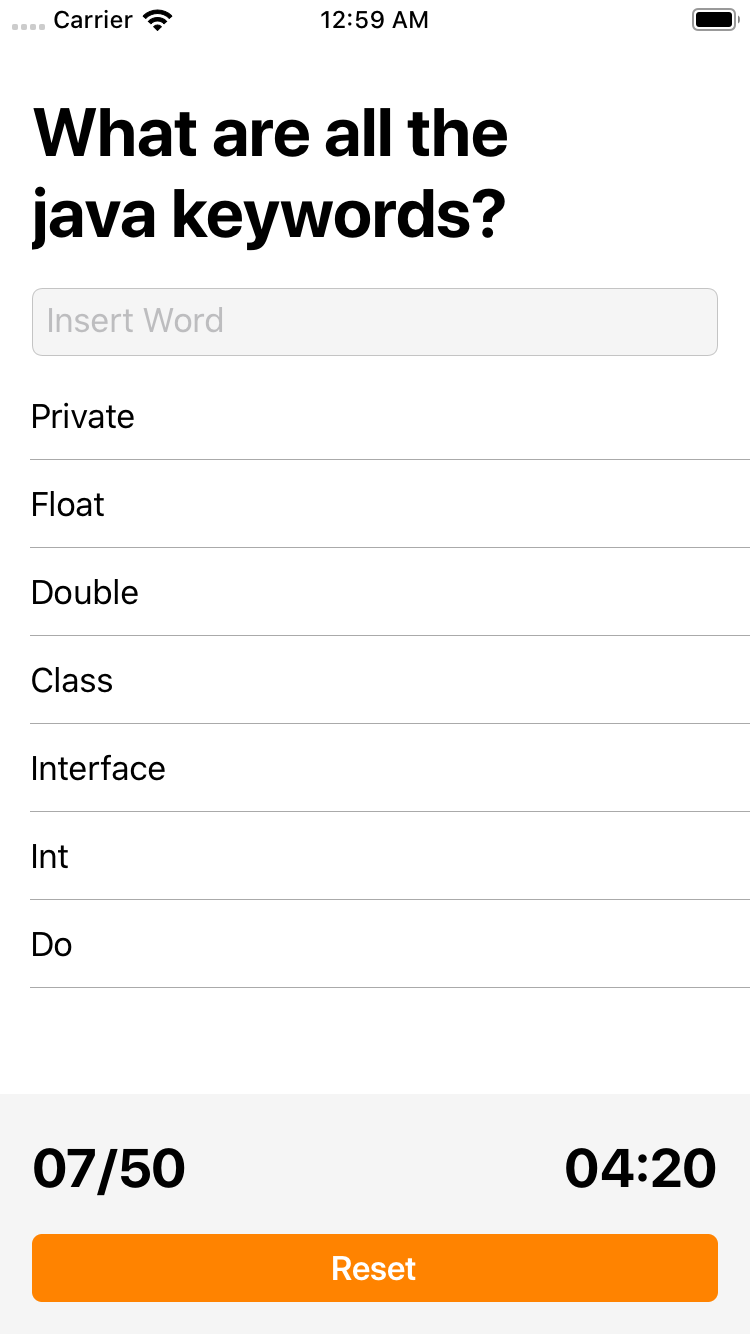 Carrier 12:59 AM
What are all the
java keywords?
Insert Word
Private
Float
Double
Class
Interface
Int
Do
07/50 04:20
Reset